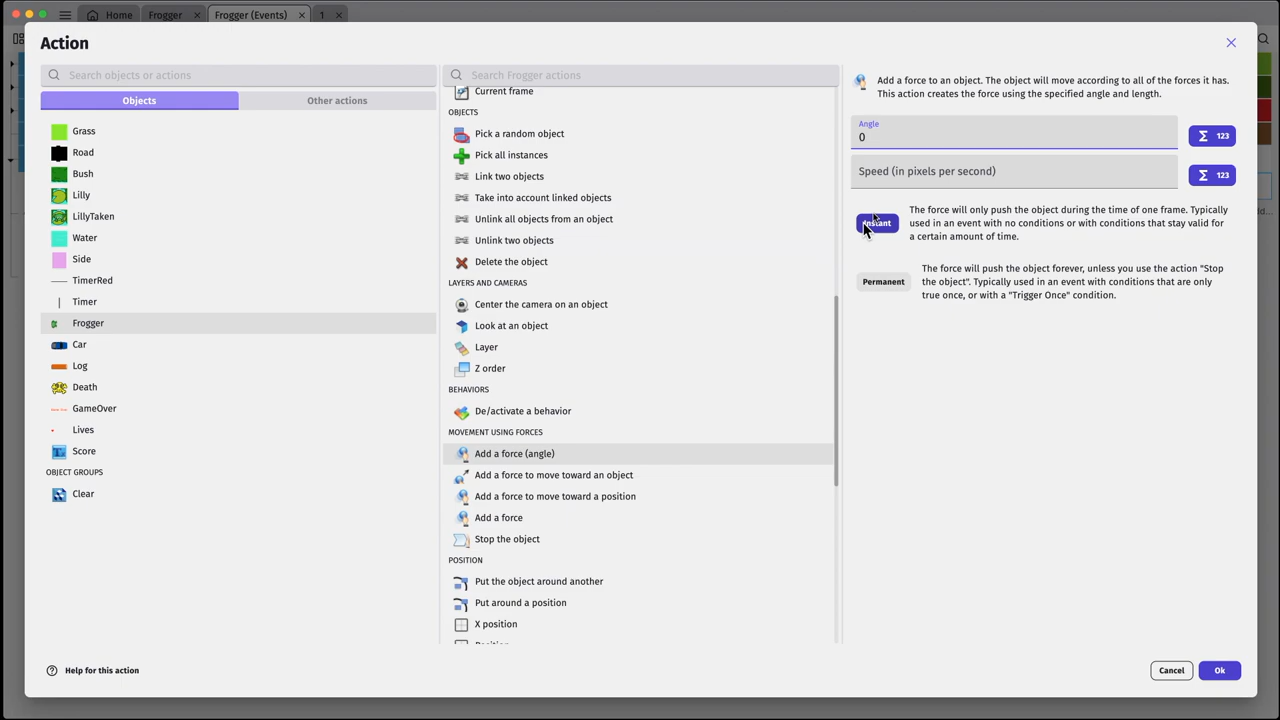 Home
Frogger
Frogger (Events)
1
Action
Search objects or actions
Objects
Other actions
Grass
Road
Bush
Lilly
LillyTaken
Water
Side
TimerRed
Timer
Frogger
Car
Log
Death
GameOver
Lives
Score
OBJECT GROUPS
Clear
Search Frogger actions
Current frame
OBJECTS
Pick a random object
Pick all instances
Link two objects
Take into account linked objects
Unlink all objects from an object
Unlink two objects
Delete the object
LAYERS AND CAMERAS
Center the camera on an object
Look at an object
Layer
Z order
BEHAVIORS
De/activate a behavior
MOVEMENT USING FORCES
Add a force (angle)
Add a force to move toward an object
Add a force to move toward a position
Add a force
Stop the object
POSITION
Put the object around another
Put around a position
X position
Add a force to an object. The object will move according to all of the forces it has.
This action creates the force using the specified angle and length.
Angle
0
Σ 123
Speed (in pixels per second)
Σ 123
Instant
The force will only push the object during the time of one frame. Typically
used in an event with no conditions or with conditions that stay valid for
a certain amount of time.
Permanent
The force will push the object forever, unless you use the action "Stop
the object". Typically used in an event with conditions that are only
true once, or with a "Trigger Once" condition.
Help for this action
Cancel
Ok